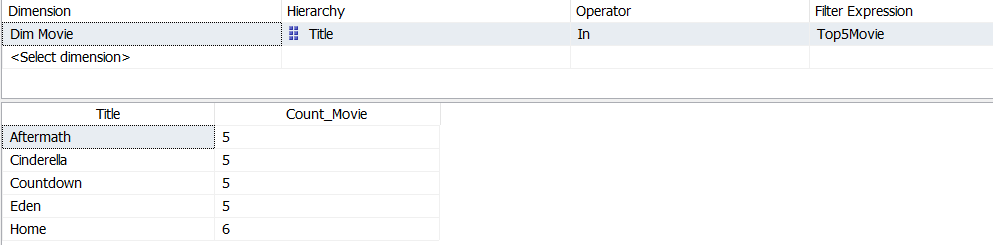 Dimension Hierarchy Operator Filter Expression
Dim Movie Title In Top5Movie
<Select dimension>
Title Count_Movie
Aftermath 5
Cinderella 5
Countdown 5
Eden 5
Home 6